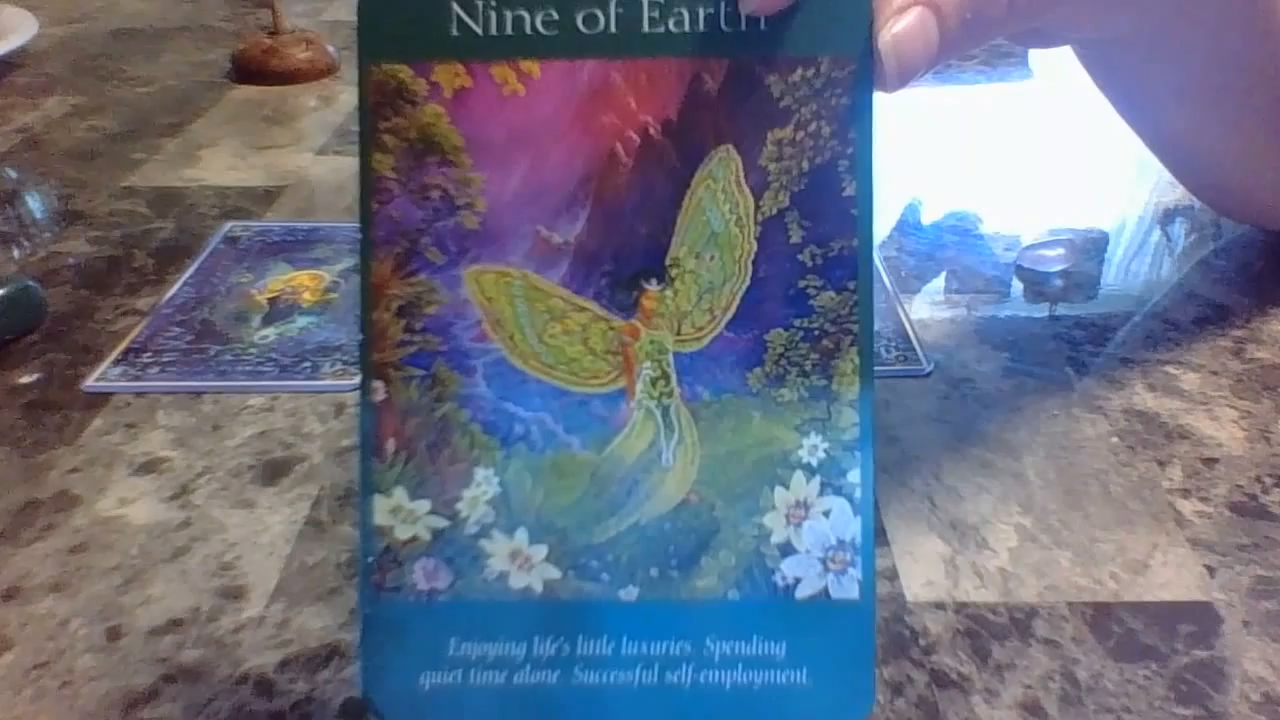 Nine of Earth
Enjoying life's little luxuries. Spending
quiet time alone. Successful self-employment.